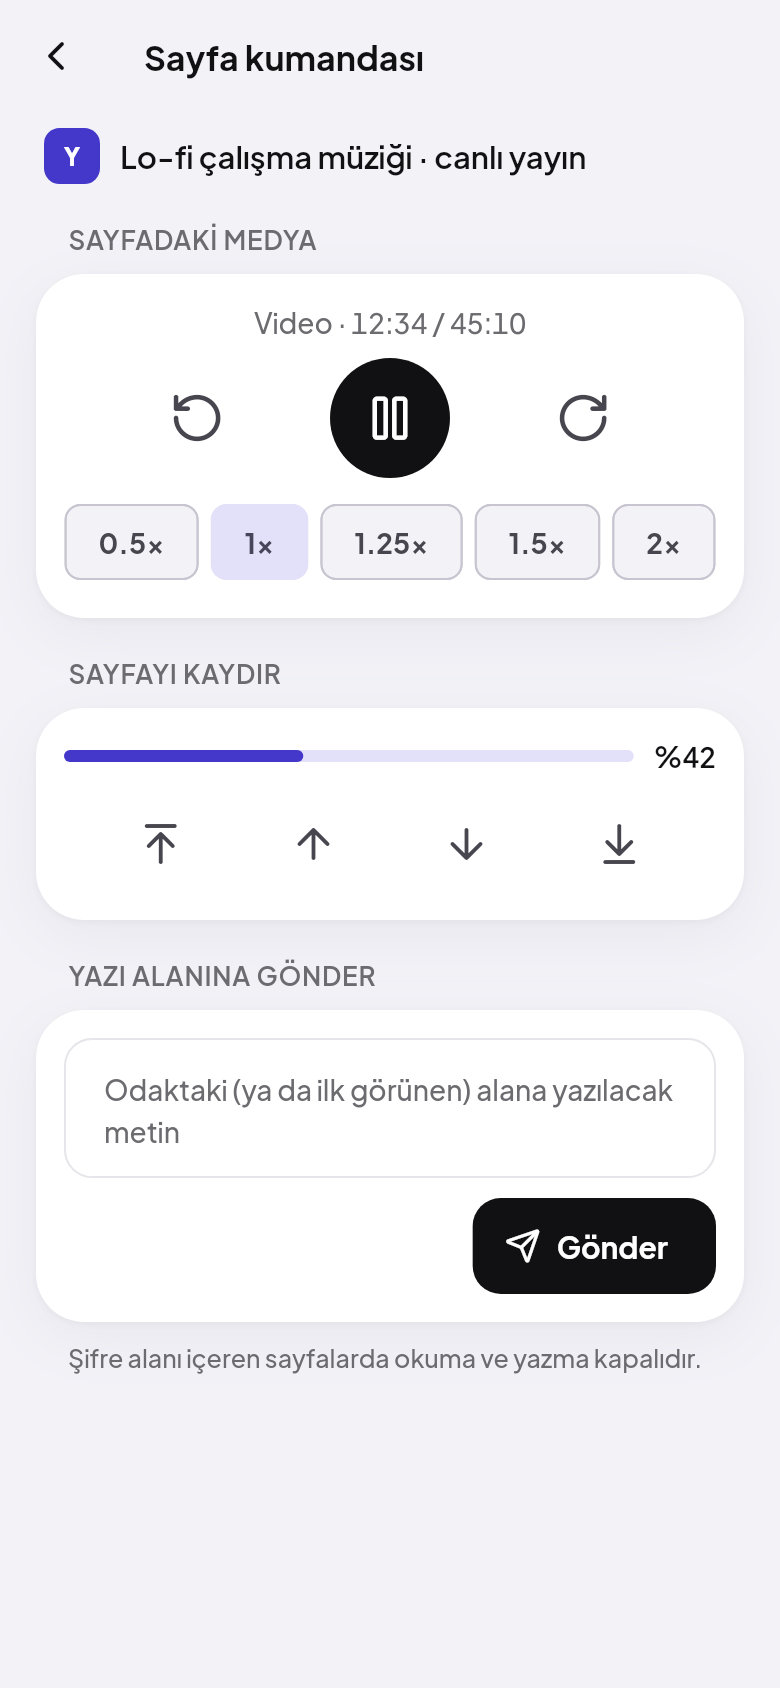 Sayfa kumandası
Y
Lo-fi çalışma müziği · canlı yayın
SAYFADAKİ MEDYA
Video · 12:34 / 45:10
0.5×
1×
1.25×
1.5×
2×
SAYFAYI KAYDIR
%42
YAZI ALANINA GÖNDER
Odaktaki (ya da ilk görünen) alana yazılacak
metin
Gönder
Şifre alanı içeren sayfalarda okuma ve yazma kapalıdır.